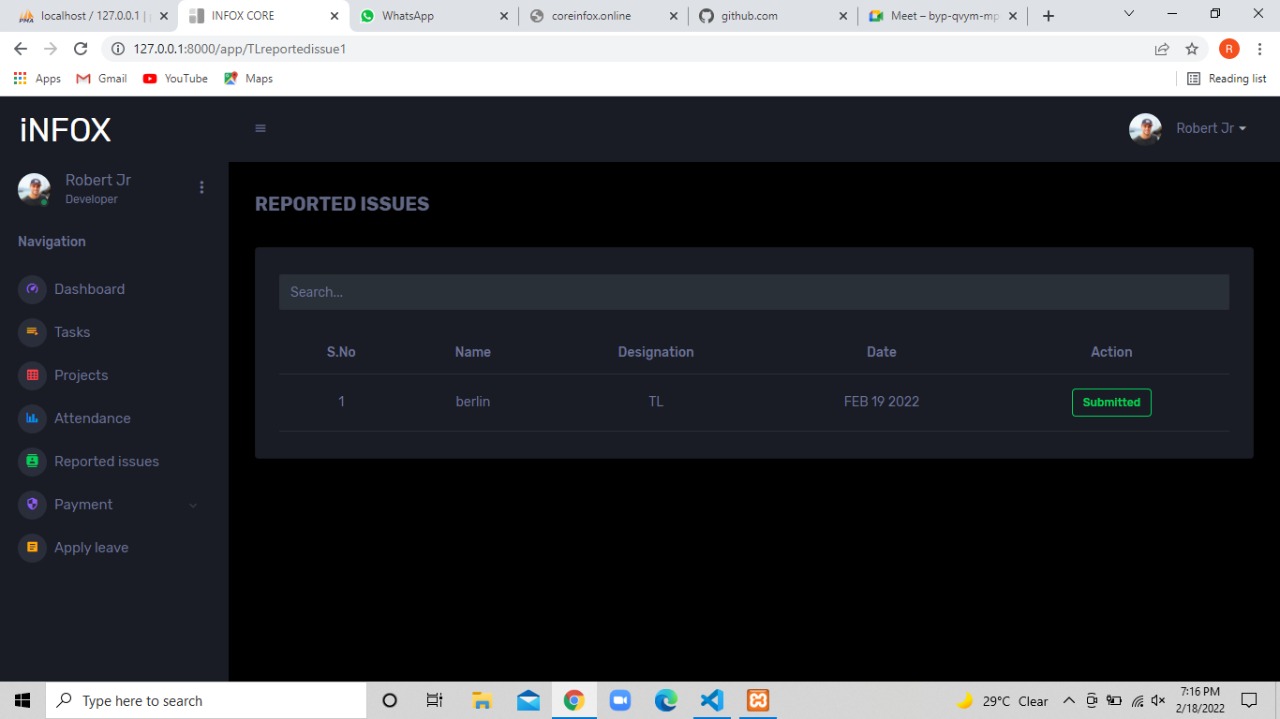 localhost / 127.0.0.1 |
INFOX CORE
WhatsApp
coreinfox.online
github.com
Meet – byp-qvym-mp
127.0.0.1:8000/app/TLreportedissue1
R
Apps
Gmail
YouTube
Maps
Reading list
iNFOX
Robert Jr
Robert Jr
Developer
Navigation
Dashboard
Tasks
Projects
Attendance
Reported issues
Payment
Apply leave
REPORTED ISSUES
Search...
S.No Name Designation Date Action
1 berlin TL FEB 19 2022 Submitted
Type here to search
29°C Clear
7:16 PM
2/18/2022